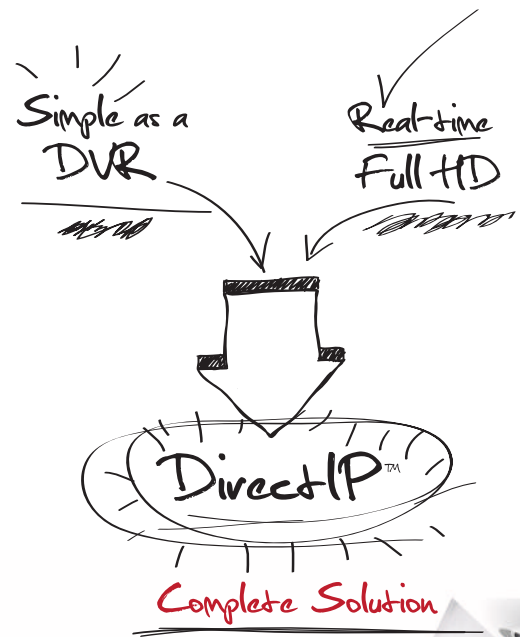 Simple as a
DVR
Real-time
Full HD
DirectIP™
Complete Solution